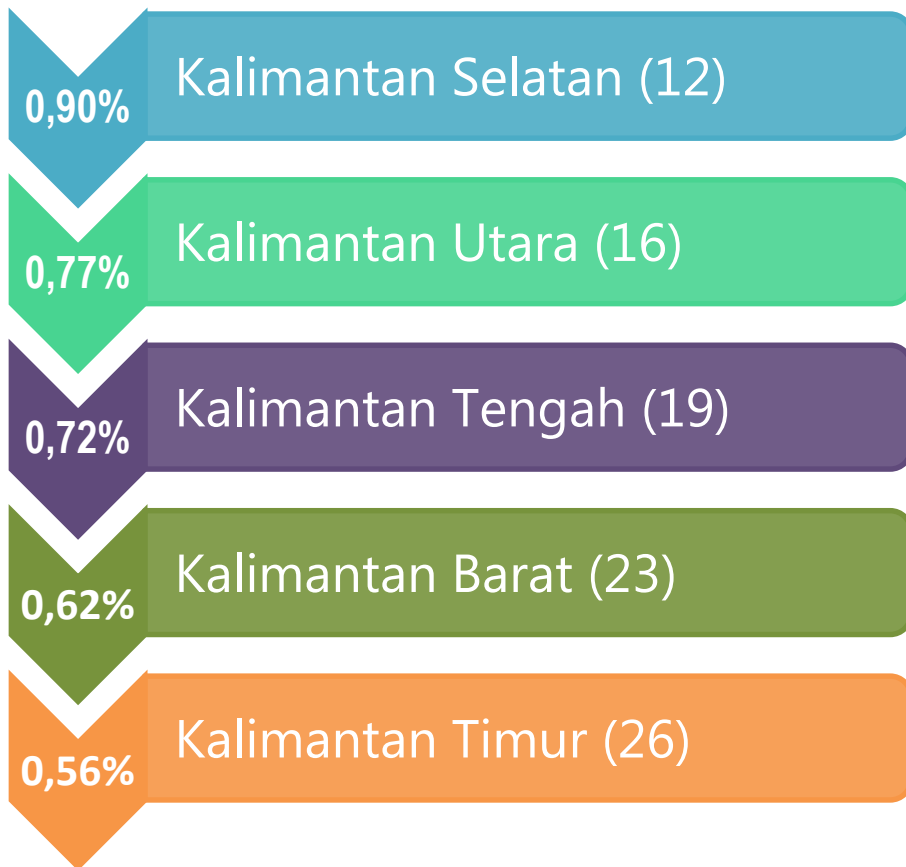 0,90%
Kalimantan Selatan (12)
0,77%
Kalimantan Utara (16)
0,72%
Kalimantan Tengah (19)
0,62%
Kalimantan Barat (23)
0,56%
Kalimantan Timur (26)